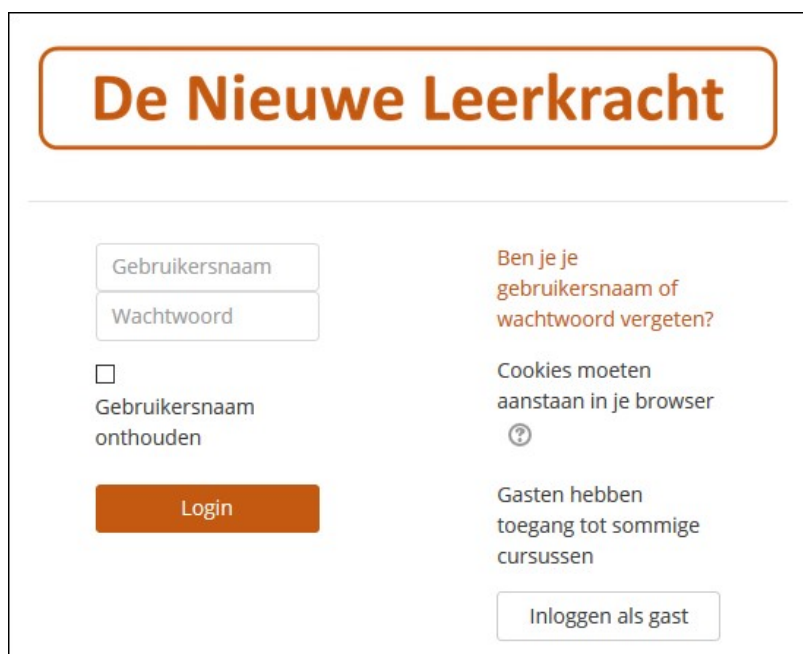 De Nieuwe Leerkracht
Gebruikersnaam
Wachtwoord
Gebruikersnaam
onthouden
Login
Ben je je
gebruikersnaam of
wachtwoord vergeten?
Cookies moeten
aanstaan in je browser
?
Gasten hebben
toegang tot sommige
cursussen
Inloggen als gast